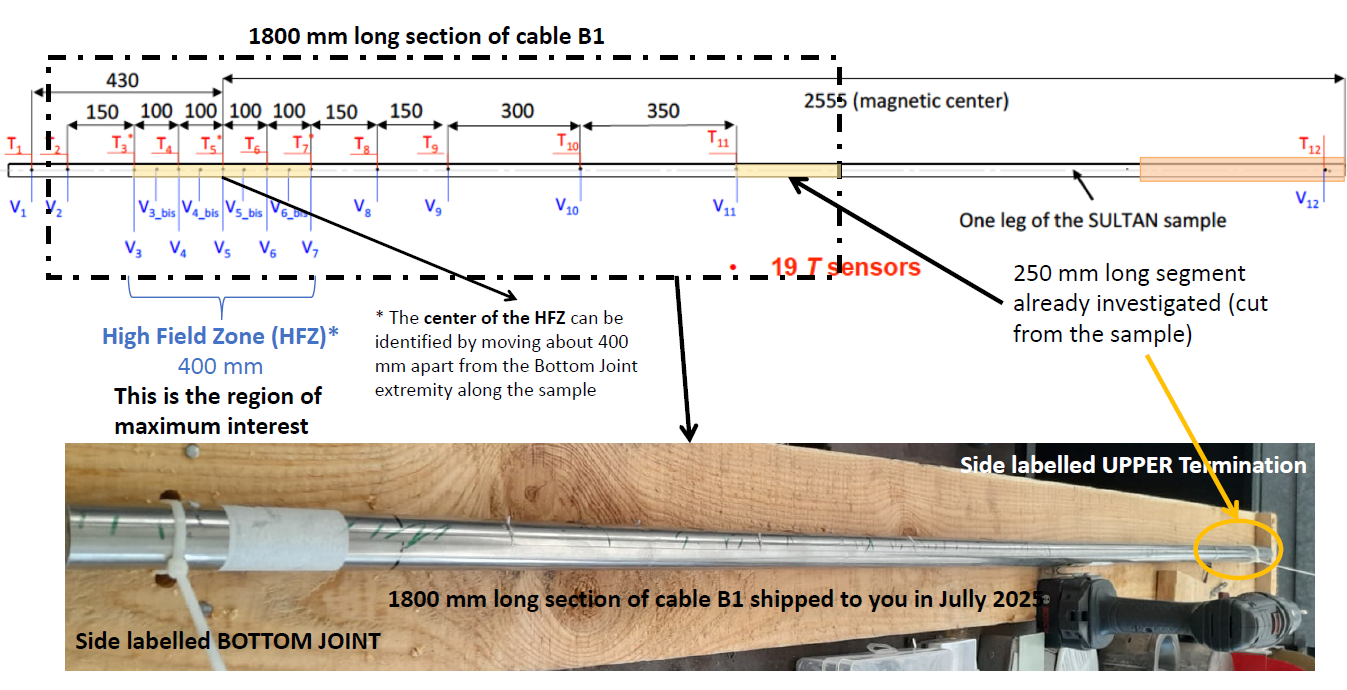 1800 mm long section of cable B1
430
2555 (magnetic center)
150 100 100 100 100 150 150 300 350
T1 2 T3* T4 T5* T6 T7* T8 T9 T10 T11 T12
V1 V2 V3_bis V4_bis V5_bis V6_bis V8 V9 V10 V11 V12
V3 V4 V5 V6 V7
One leg of the SULTAN sample
• 19 T sensors
250 mm long segment
already investigated (cut
from the sample)
High Field Zone (HFZ)*
400 mm
This is the region of
maximum interest
* The center of the HFZ can be
identified by moving about 400
mm apart from the Bottom Joint
extremity along the sample
Side labelled UPPER Termination
1800 mm long section of cable B1 shipped to you in Jully 2025
Side labelled BOTTOM JOINT